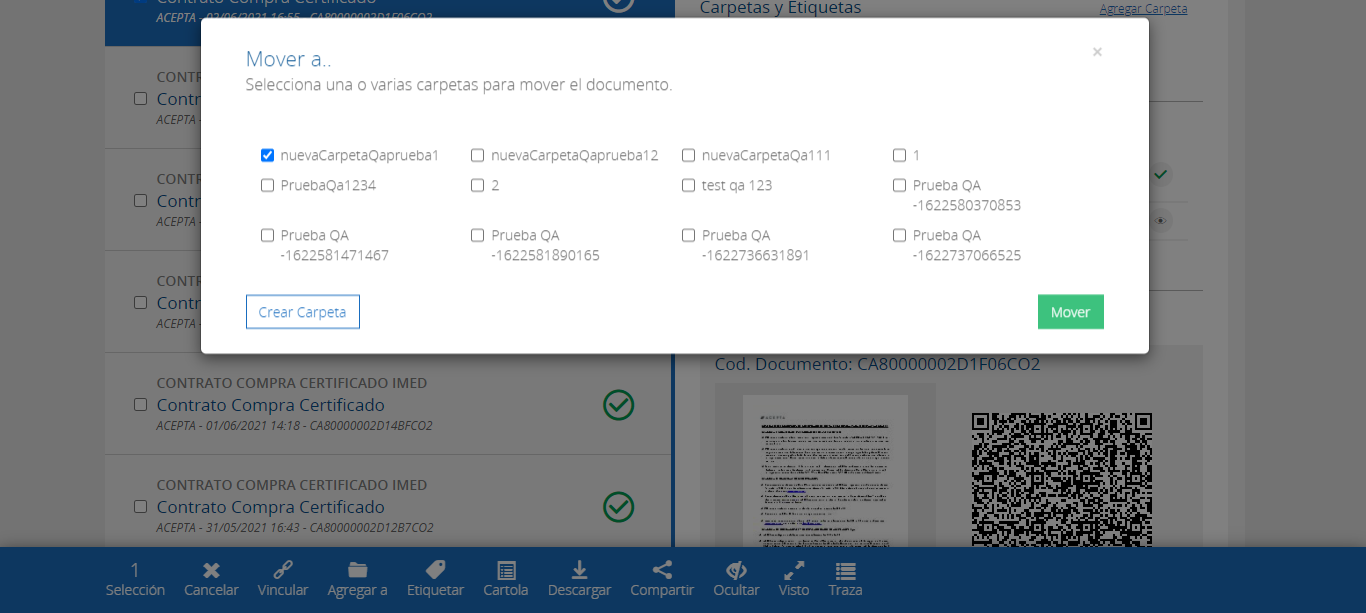 Contrato Compra Certificado
ACEPTA - 02/06/2021 16:55 - CA80000002D1F06CO2
Carpetas y Etiquetas
Agregar Carpeta
Mover a..
×
Selecciona una o varias carpetas para mover el documento.
nuevaCarpetaQaprueba1
nuevaCarpetaQaprueba12
nuevaCarpetaQa111
1
PruebaQa1234
2
test qa 123
Prueba QA
-1622580370853
Prueba QA
-1622581471467
Prueba QA
-1622581890165
Prueba QA
-1622736631891
Prueba QA
-1622737066525
Crear Carpeta
Mover
CONTR
Contr
ACEPTA -
CONTR
Contr
ACEPTA -
CONTR
Contr
ACEPTA -
CONTRATO COMPRA CERTIFICADO IMED
Contrato Compra Certificado
ACEPTA - 01/06/2021 14:18 - CA80000002D14BFCO2
CONTRATO COMPRA CERTIFICADO IMED
Contrato Compra Certificado
ACEPTA - 31/05/2021 16:43 - CA80000002D12B7CO2
Cod. Documento: CA80000002D1F06CO2
1
Selección
Cancelar
Vincular
Agregar a
Etiquetar
Cartola
Descargar
Compartir
Ocultar
Visto
Traza